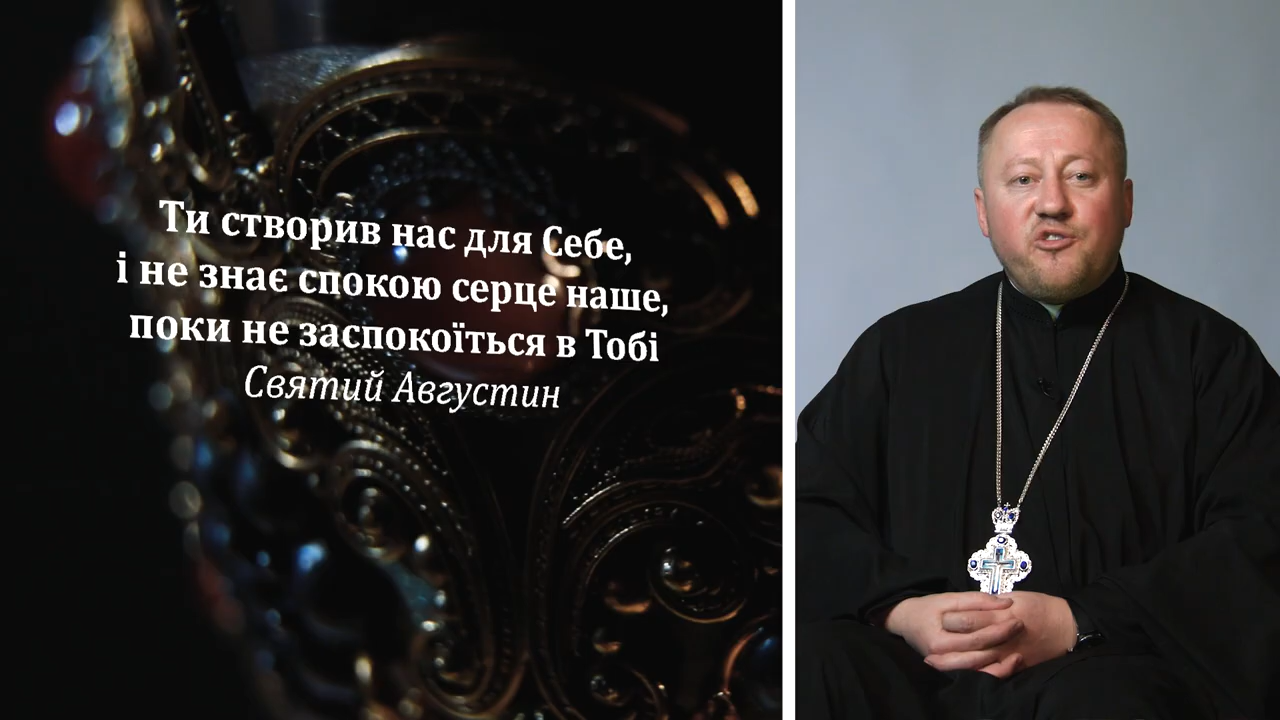 Ти створив нас для Себе,
і не знає спокою серце наше,
поки не заспокоїться в Тобі
Святий Августин